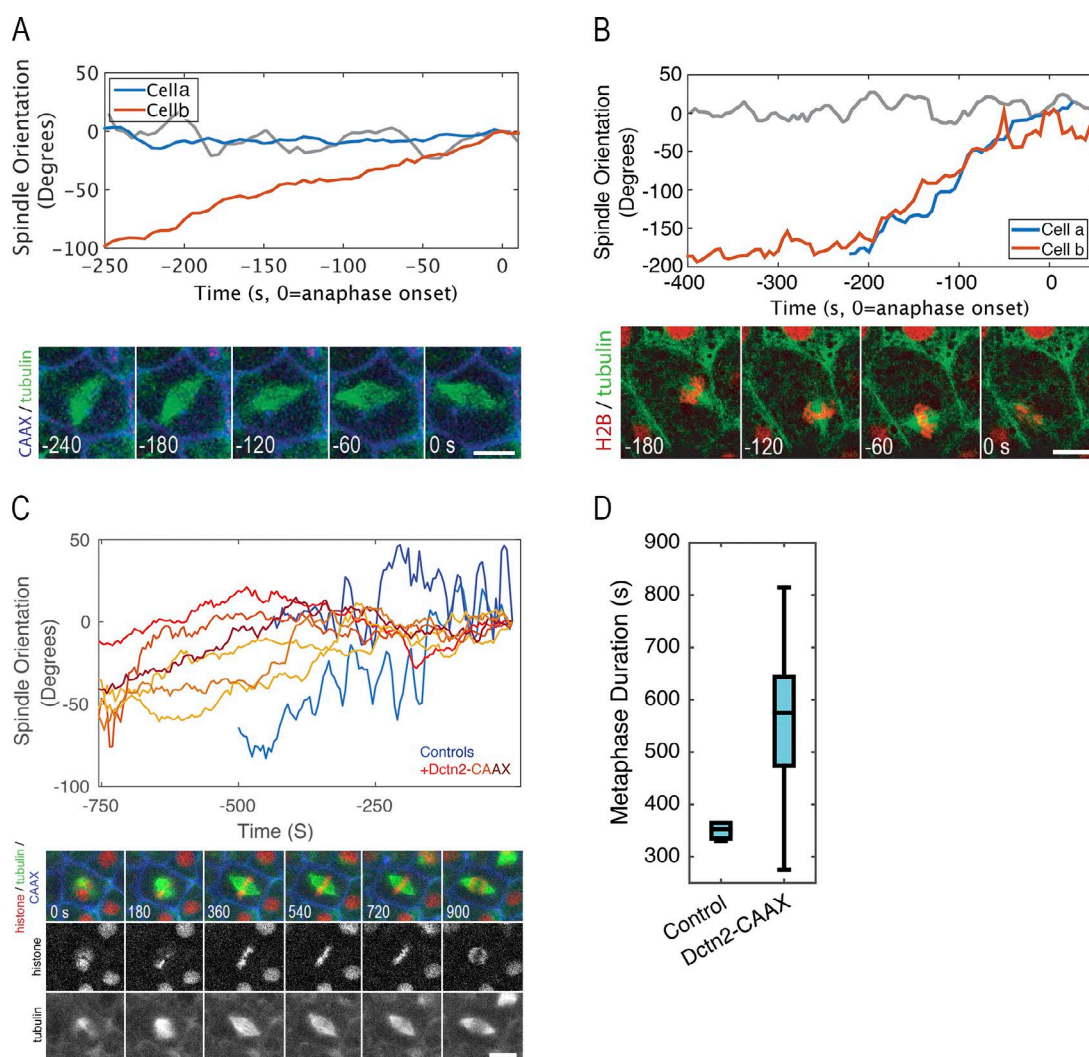 A
Spindle Orientation
(Degrees)
50
0
−50
−100
Cella
Cellb
−250
−200
−150
−100
−50
0
Time (s, 0=anaphase onset)
CAAX / tubulin
-240
-180
-120
-60
0 s
B
Spindle Orientation
(Degrees)
50
0
-50
-100
-150
-200
Cell a
Cell b
-400
-300
-200
-100
0
Time (s, 0=anaphase onset)
H2B / tubulin
-180
-120
-60
0 s
C
Spindle Orientation
(Degrees)
50
0
-50
-100
Controls
+Dctn2-CAAX
-750
-500
-250
Time (S)
histone / tubulin /
CAAX
0 s
180
360
540
720
900
histone
tubulin
D
Metaphase Duration (s)
900
800
700
600
500
400
300
Control
Dctn2-CAAX